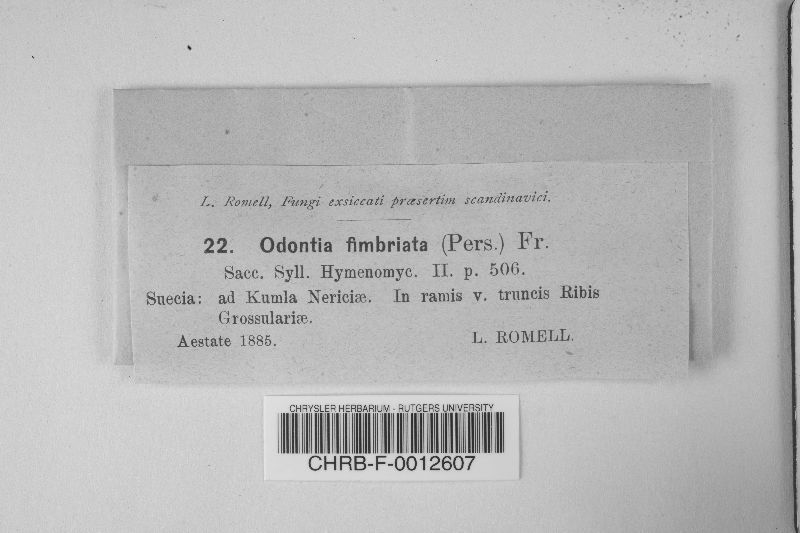 L. Romell, Fungi exsiccati præsertim scandinavici.
22. Odontia fimbriata (Pers.) Fr.
Sacc. Syll. Hymenomyc. II. p. 506.
Suecia: ad Kumla Nericiæ. In ramis v. truncis Ribis
Grossulariæ.
Aestate 1885. L. ROMELL.
CHRYSLER HERBARIUM - RUTGERS UNIVERSITY
CHRB-F-0012607